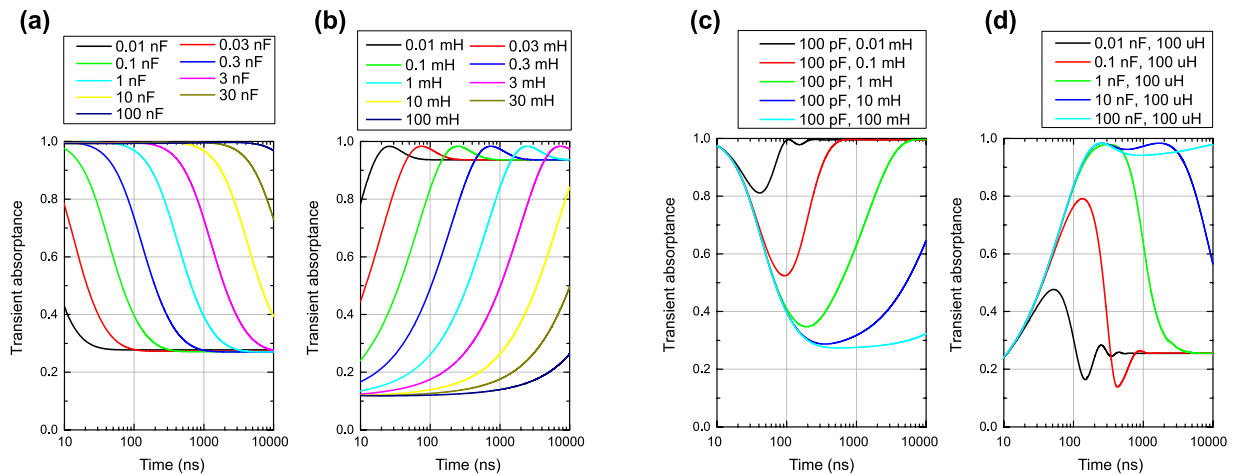 (a)
0.01 nF 0.03 nF
0.1 nF 0.3 nF
1 nF 3 nF
10 nF 30 nF
100 nF
1.0
0.8
0.6
0.4
0.2
0.0
Transient absorptance
10 100 1000 10000
Time (ns)
(b)
0.01 mH 0.03 mH
0.1 mH 0.3 mH
1 mH 3 mH
10 mH 30 mH
100 mH
1.0
0.8
0.6
0.4
0.2
0.0
Transient absorptance
10 100 1000 10000
Time (ns)
(c)
100 pF, 0.01 mH
100 pF, 0.1 mH
100 pF, 1 mH
100 pF, 10 mH
100 pF, 100 mH
1.0
0.8
0.6
0.4
0.2
0.0
Transient absorptance
10 100 1000 10000
Time (ns)
(d)
0.01 nF, 100 uH
0.1 nF, 100 uH
1 nF, 100 uH
10 nF, 100 uH
100 nF, 100 uH
1.0
0.8
0.6
0.4
0.2
0.0
Transient absorptance
10 100 1000 10000
Time (ns)